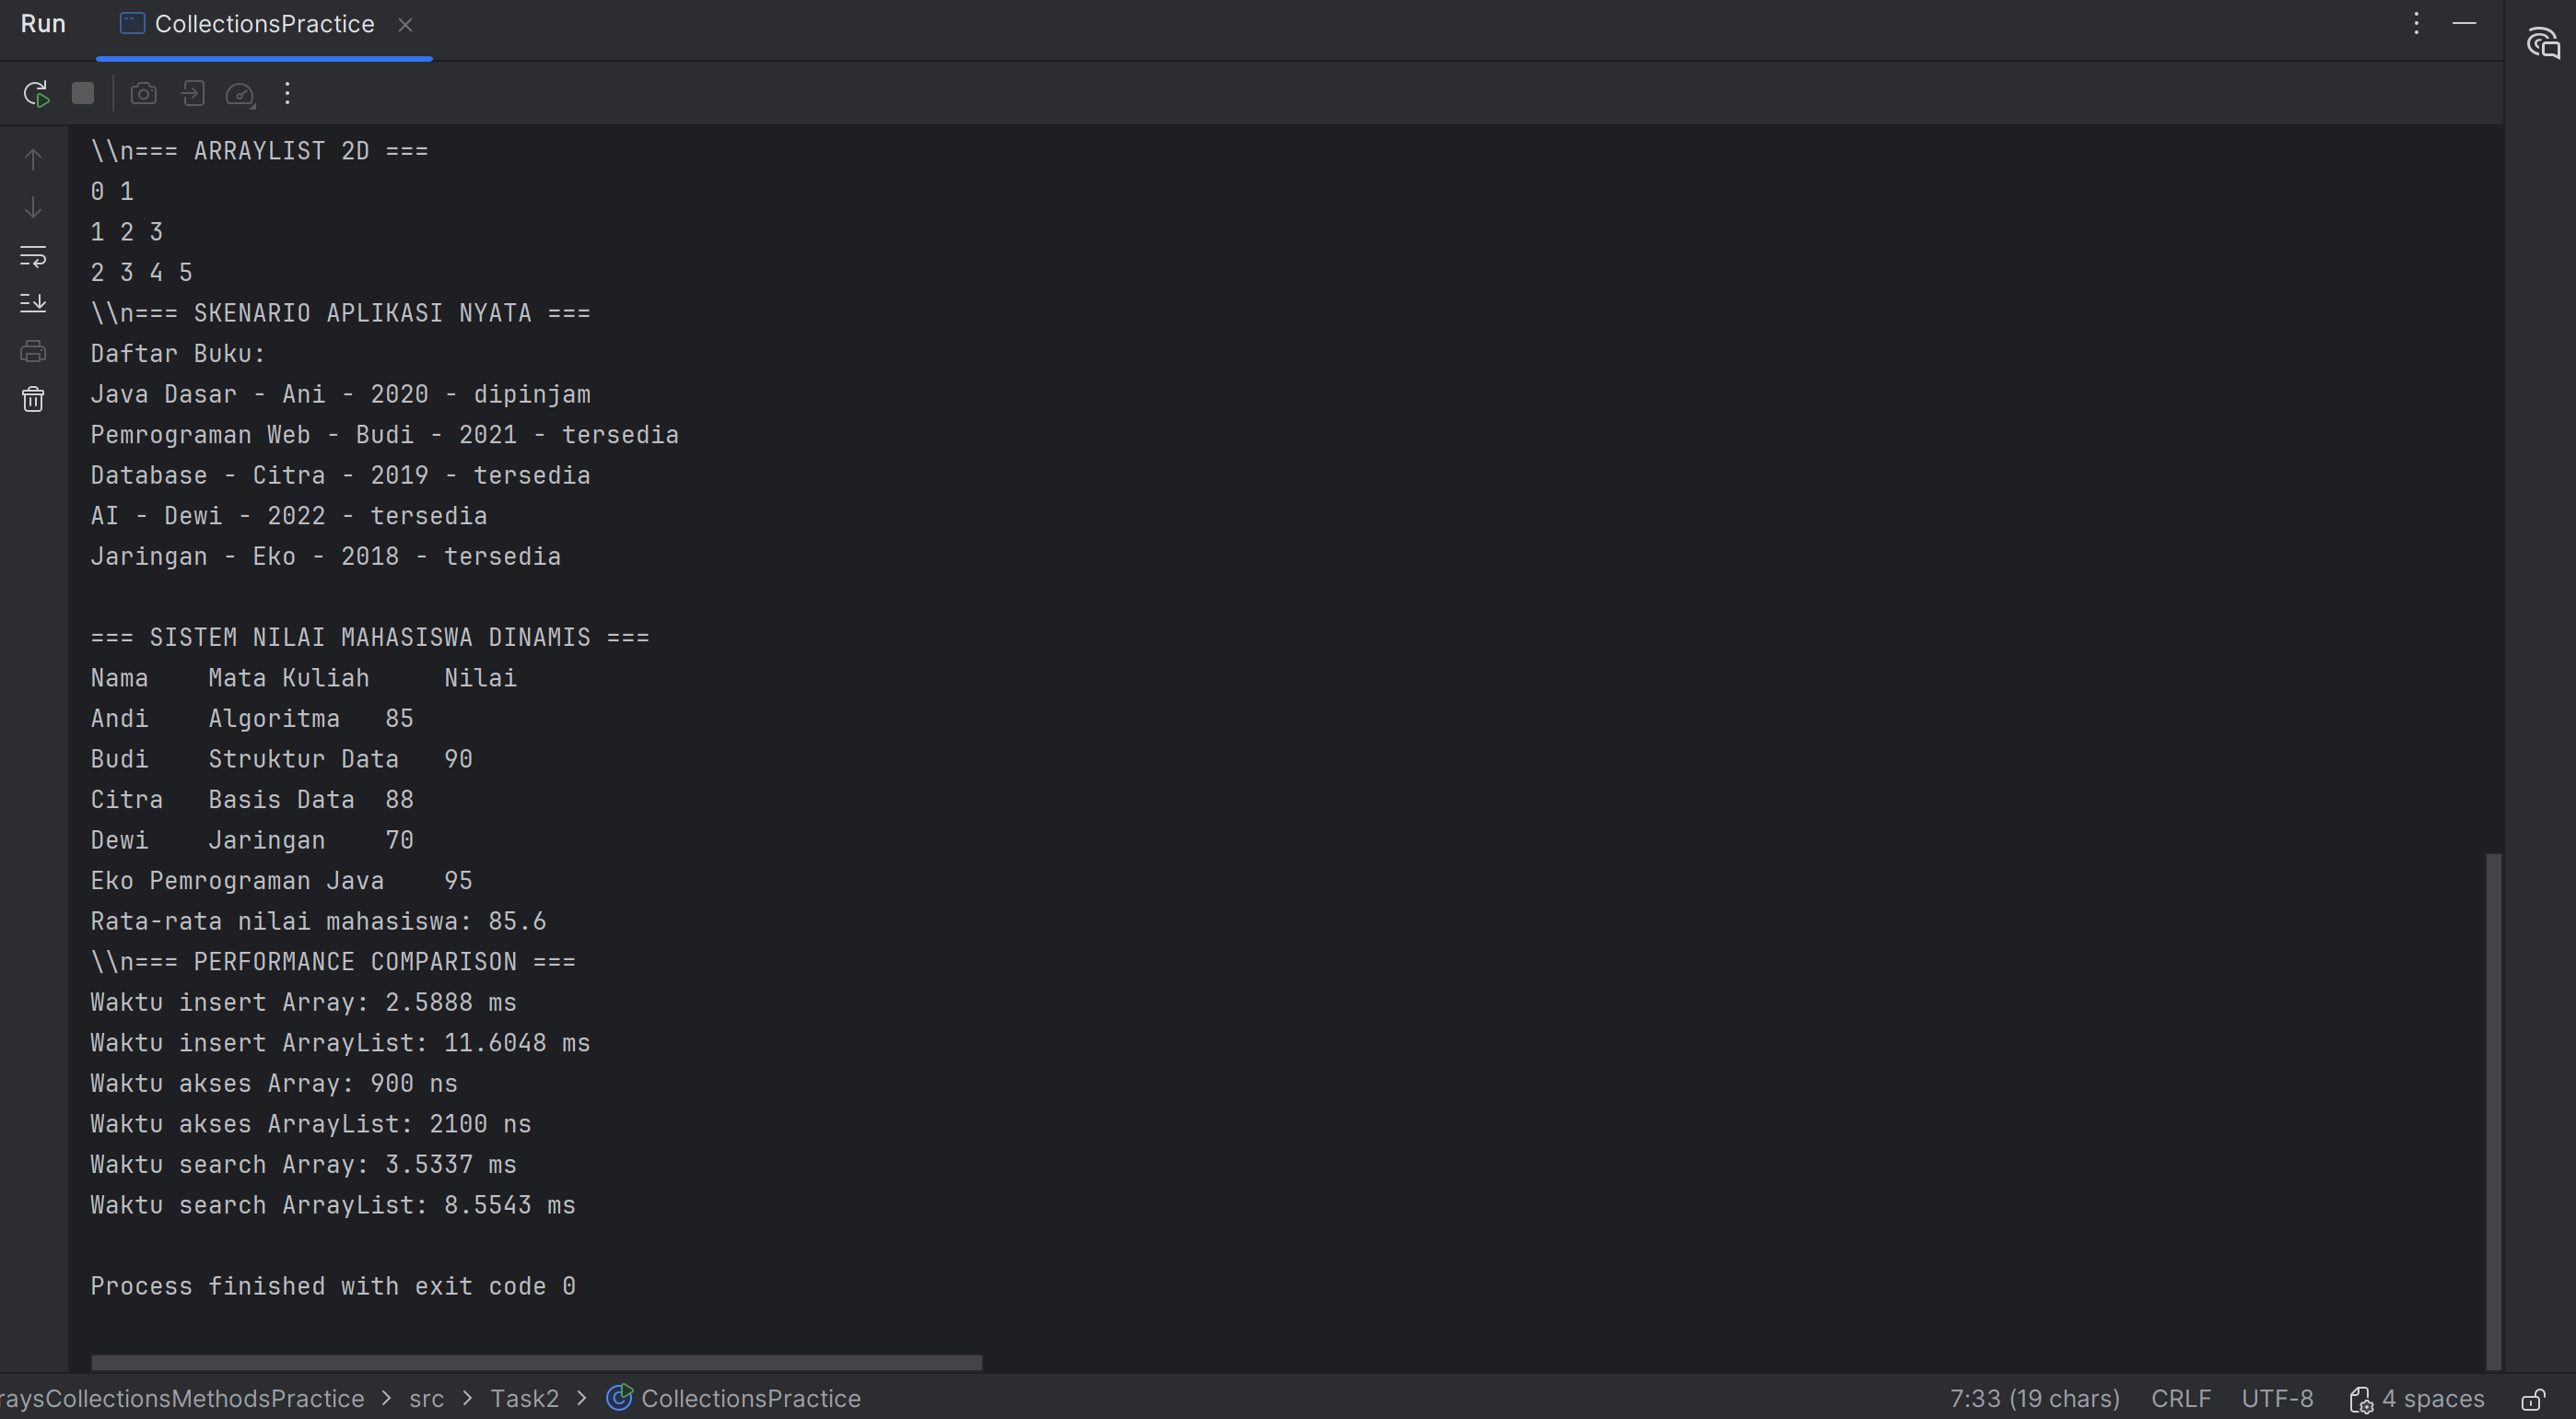 Run CollectionsPractice
\\n=== ARRAYLIST 2D ===
0 1
1 2 3
2 3 4 5
\\n=== SKENARIO APLIKASI NYATA ===
Daftar Buku:
Java Dasar - Ani - 2020 - dipinjam
Pemrograman Web - Budi - 2021 - tersedia
Database - Citra - 2019 - tersedia
AI - Dewi - 2022 - tersedia
Jaringan - Eko - 2018 - tersedia
=== SISTEM NILAI MAHASISWA DINAMIS ===
Nama    Mata Kuliah     Nilai
Andi    Algoritma   85
Budi    Struktur Data   90
Citra   Basis Data  88
Dewi    Jaringan    70
Eko Pemrograman Java    95
Rata-rata nilai mahasiswa: 85.6
\\n=== PERFORMANCE COMPARISON ===
Waktu insert Array: 2.5888 ms
Waktu insert ArrayList: 11.6048 ms
Waktu akses Array: 900 ns
Waktu akses ArrayList: 2100 ns
Waktu search Array: 3.5337 ms
Waktu search ArrayList: 8.5543 ms
Process finished with exit code 0
raysCollectionsMethodsPractice > src > Task2 > CollectionsPractice 7:33 (19 chars) CRLF UTF-8 4 spaces